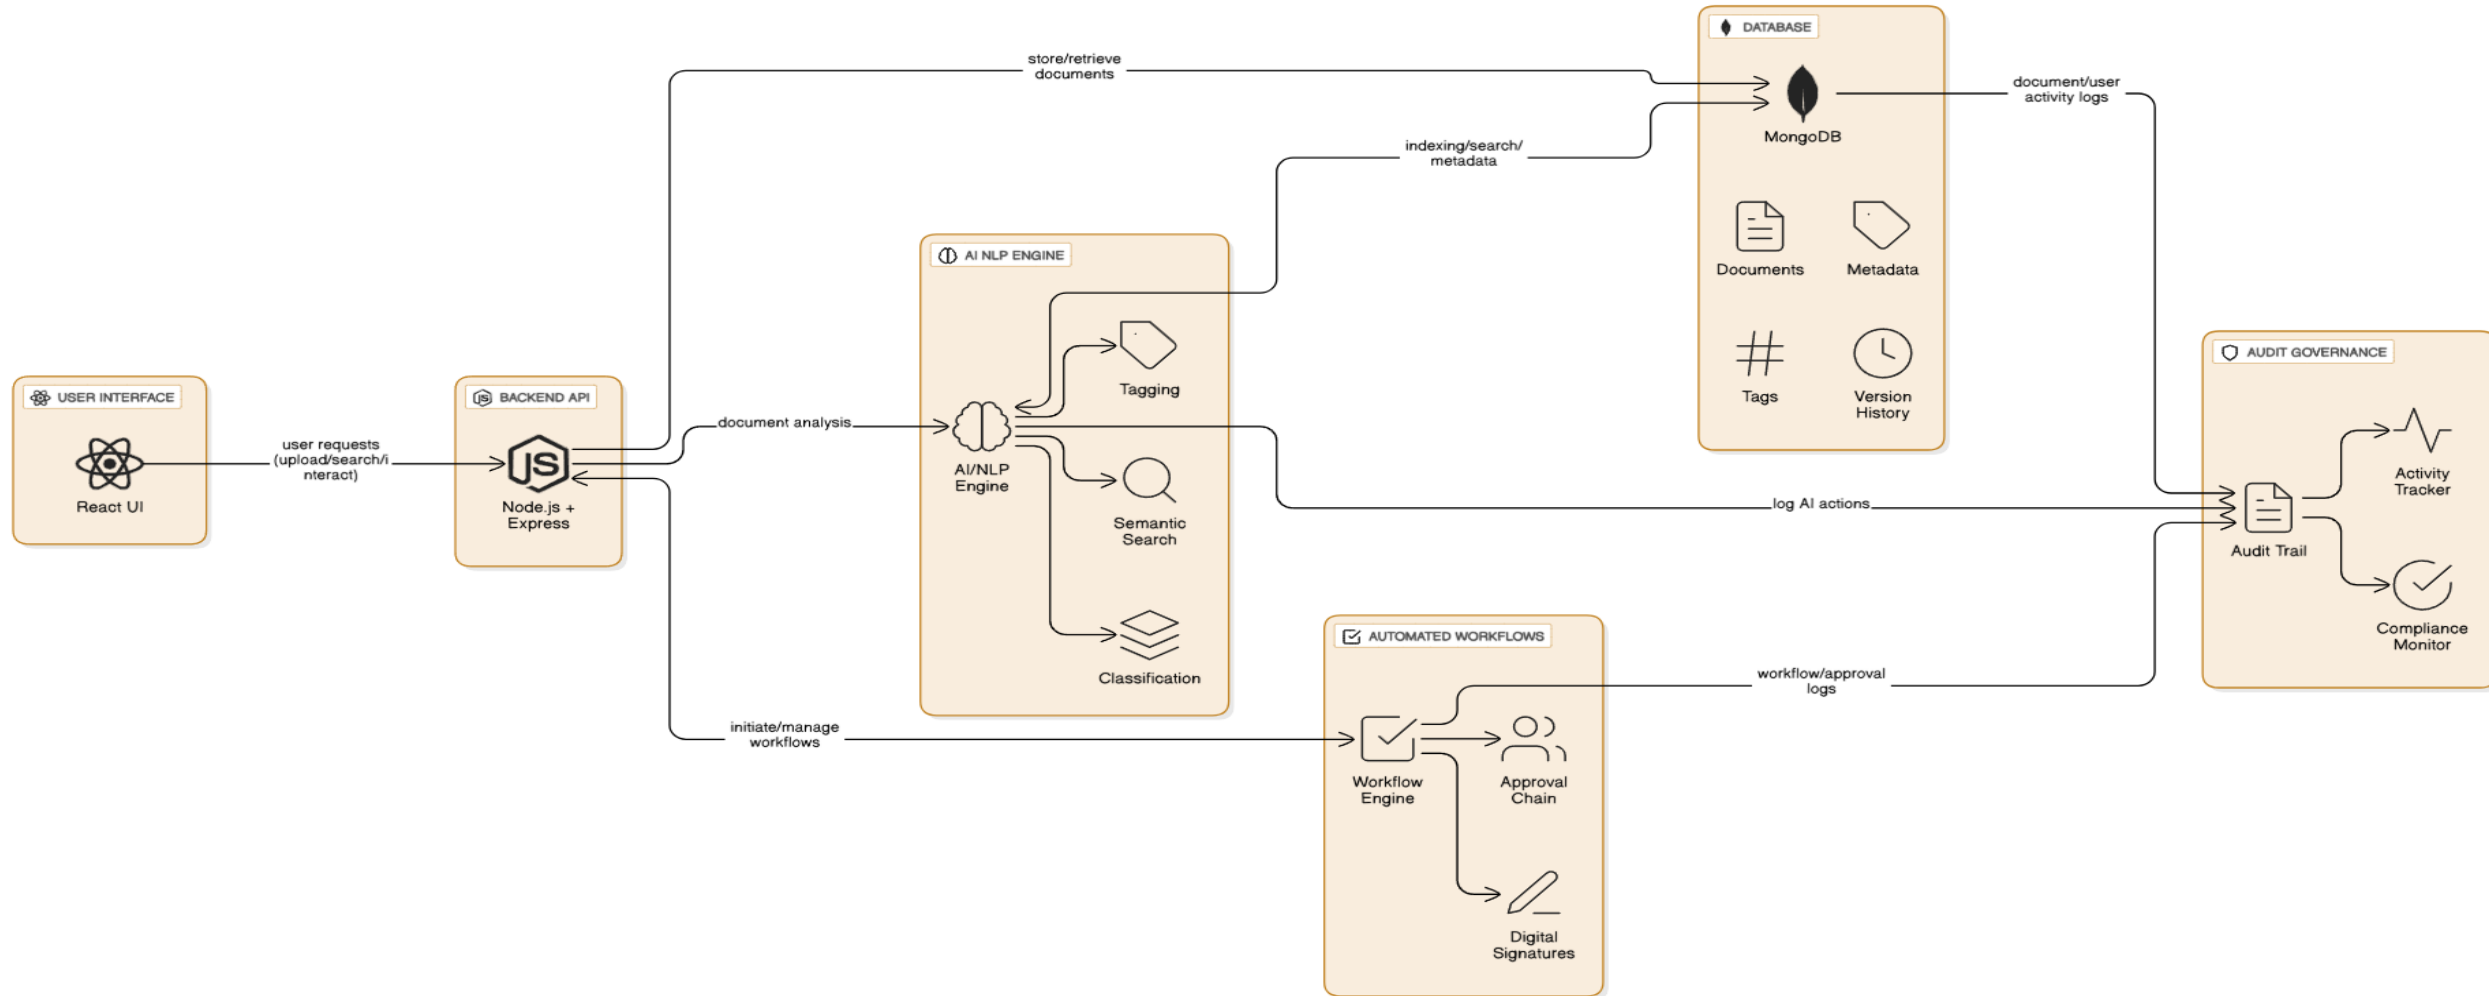 DATABASE
store/retrieve
documents
document/user
activity logs
MongoDB
indexing/search/
metadata
AI NLP ENGINE
Documents
Metadata
Tagging
Tags
Version
History
AUDIT GOVERNANCE
USER INTERFACE
BACKEND API
document analysis
user requests
(upload/search/i
nteract)
JS
React UI
Node.js +
Express
AI/NLP
Engine
Semantic
Search
log AI actions
Activity
Tracker
Audit Trail
Compliance
Monitor
Classification
AUTOMATED WORKFLOWS
workflow/approval
logs
initiate/manage
workflows
Workflow
Engine
Approval
Chain
Digital
Signatures